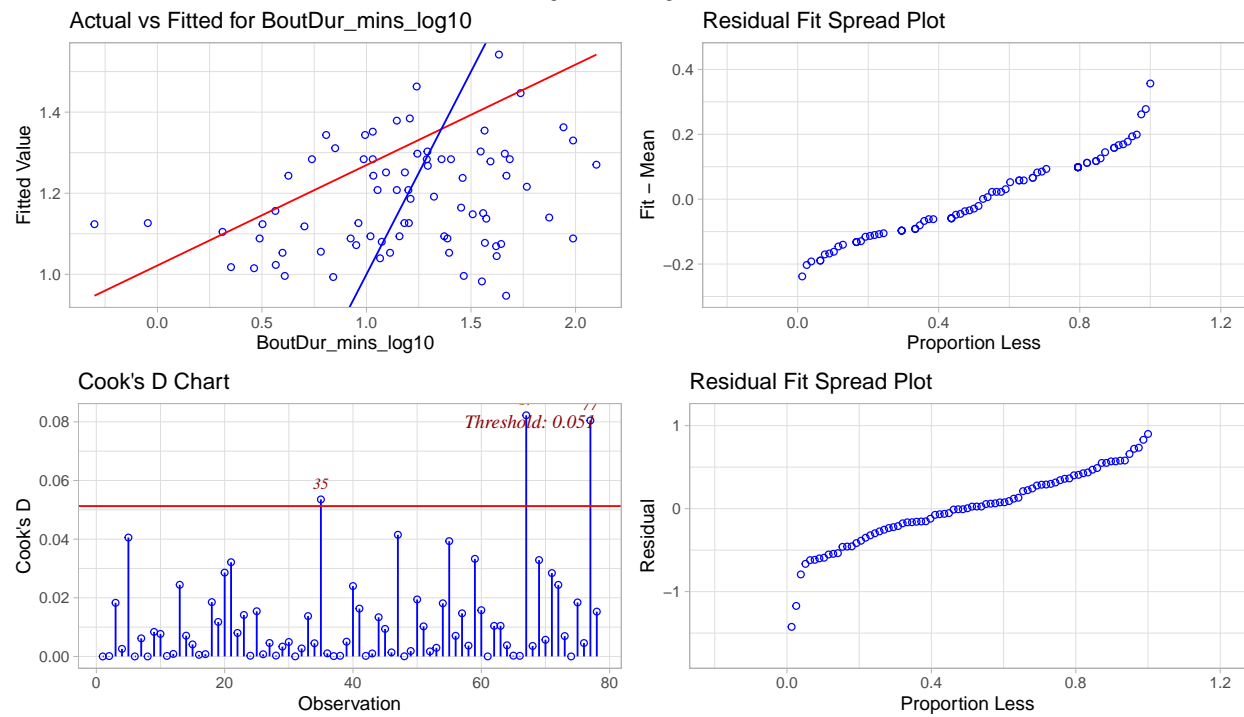 Actual vs Fitted for BoutDur_mins_log10
Fitted Value
1.4
1.2
1.0
0.0
0.5
1.0
1.5
2.0
BoutDur_mins_log10
Residual Fit Spread Plot
Fit − Mean
0.4
0.2
0.0
−0.2
0.0
0.4
0.8
1.2
Proportion Less
Cook's D Chart
Cook's D
0.08
0.06
0.04
0.02
0.00
77
Threshold: 0.051
35
0
20
40
60
80
Observation
Residual Fit Spread Plot
Residual
1
0
−1
0.0
0.4
0.8
1.2
Proportion Less